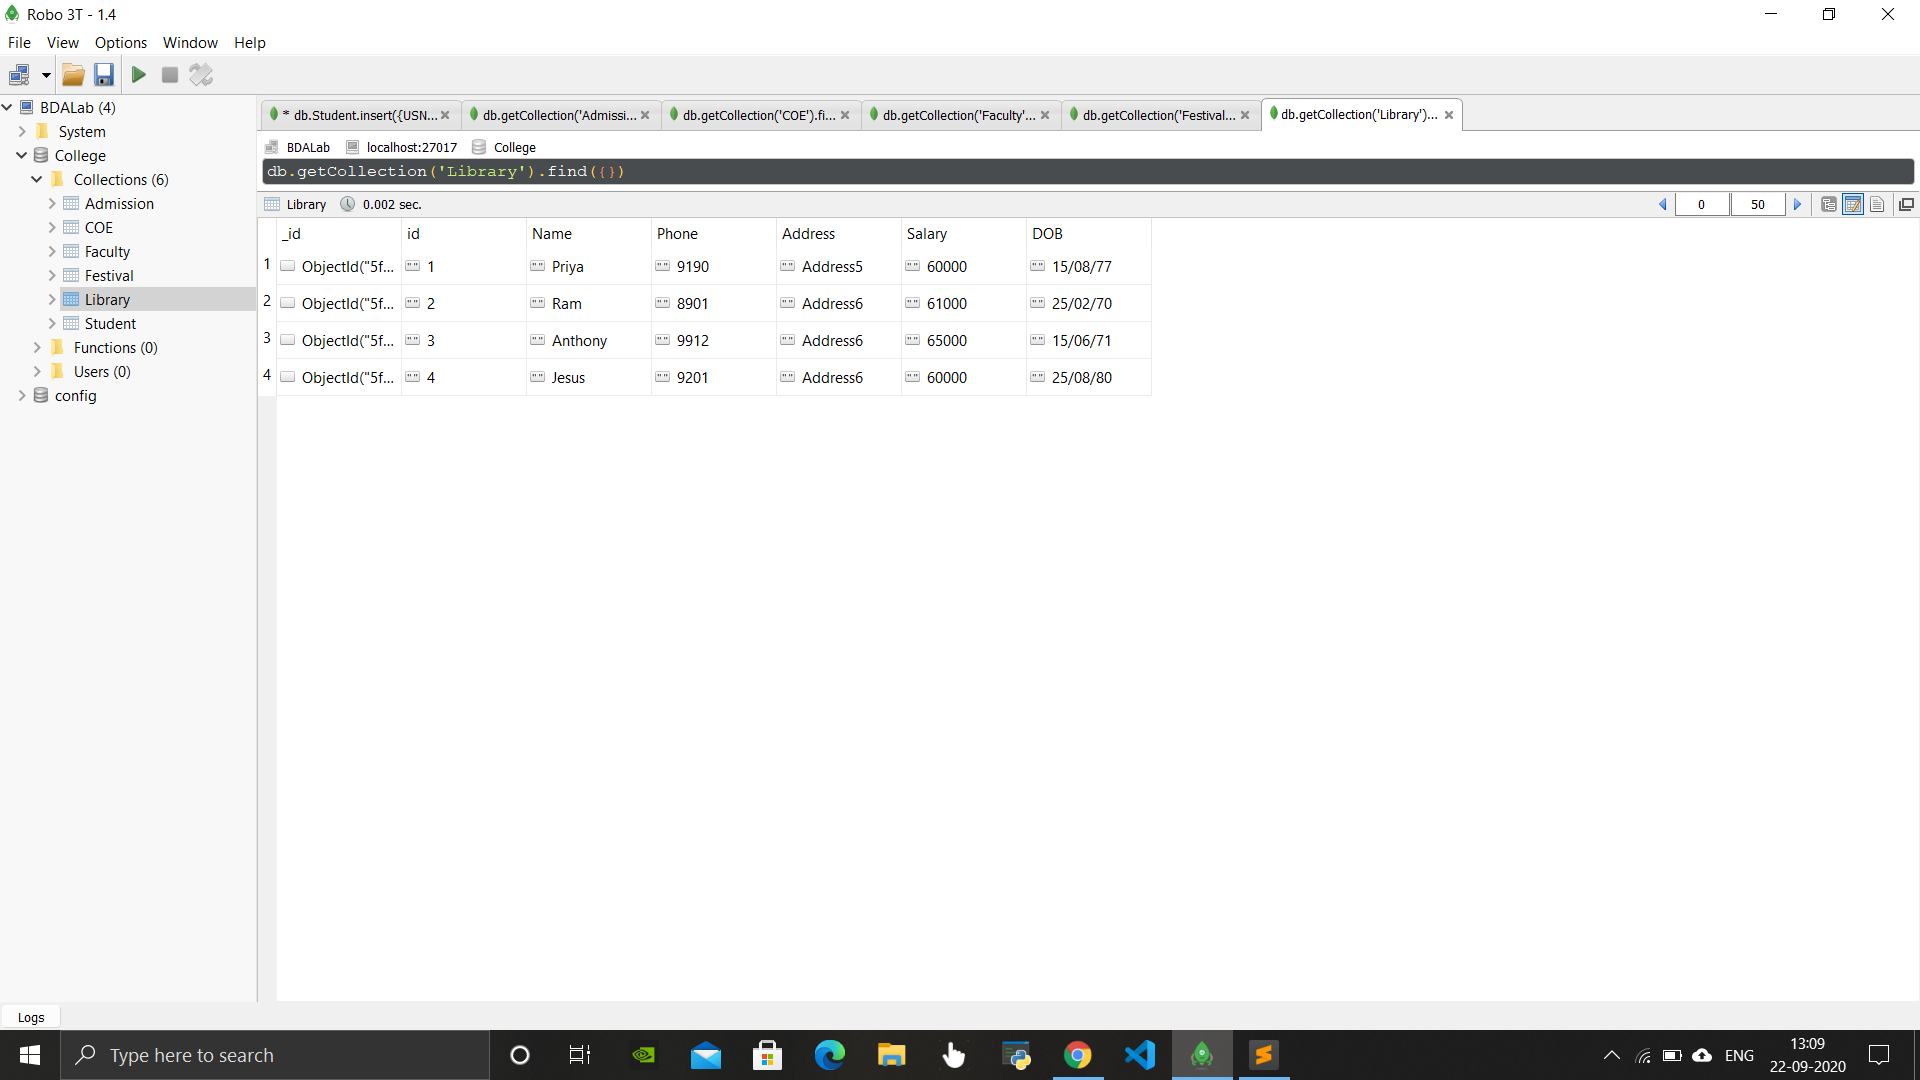 Robo 3T - 1.4
File View Options Window Help
BDALab (4)
System
College
Collections (6)
Admission
COE
Faculty
Festival
Library
Student
Functions (0)
Users (0)
config
* db.Student.insert({USN... db.getCollection('Admissi... db.getCollection('COE').fi... db.getCollection('Faculty'... db.getCollection('Festival... db.getCollection('Library')...
BDALab localhost:27017 College
db.getCollection('Library').find({})
Library 0.002 sec. 0 50
_id id Name Phone Address Salary DOB
1 ObjectId("5f... "" 1 "" Priya "" 9190 "" Address5 "" 60000 "" 15/08/77
2 ObjectId("5f... "" 2 "" Ram "" 8901 "" Address6 "" 61000 "" 25/02/70
3 ObjectId("5f... "" 3 "" Anthony "" 9912 "" Address6 "" 65000 "" 15/06/71
4 ObjectId("5f... "" 4 "" Jesus "" 9201 "" Address6 "" 60000 "" 25/08/80
Logs
Type here to search
ENG
13:09
22-09-2020